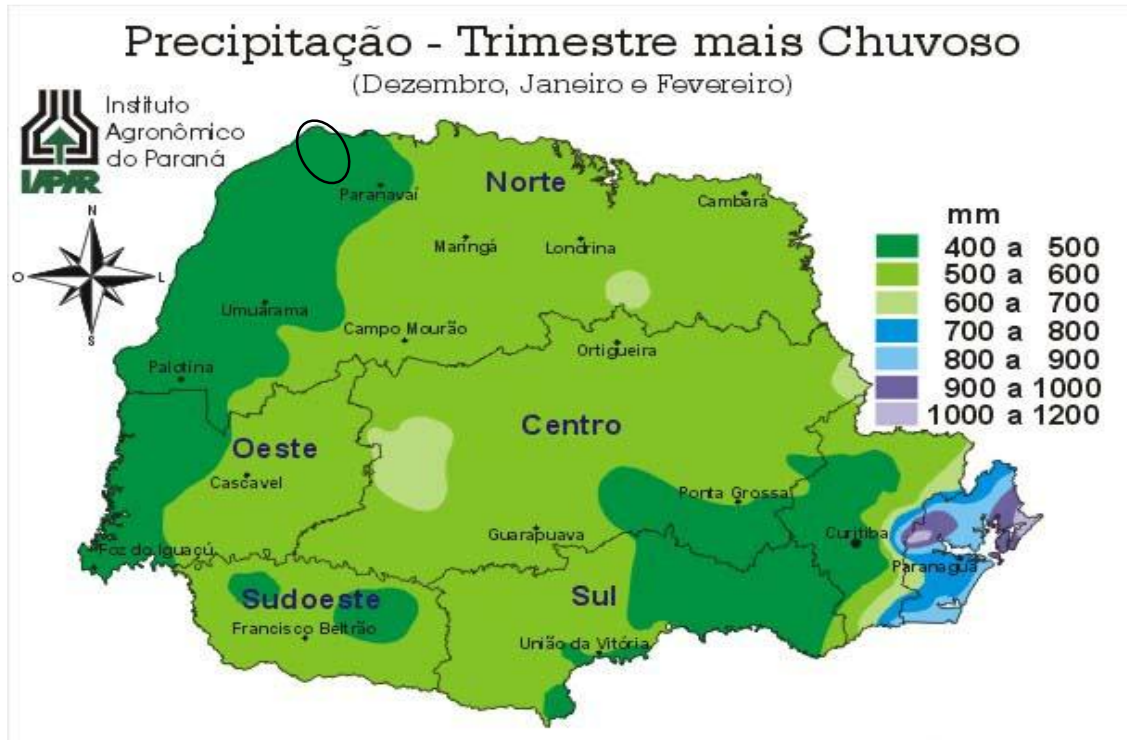 Precipitação - Trimestre mais Chuvoso
(Dezembro, Janeiro e Fevereiro)
Instituto
Agronômico
do Paraná
IAPAR
N
O
L
S
Norte
Paranavaí
Cambará
Maringá
Londrina
Umuarama
Campo Mourão
Ortigueira
Palotina
Centro
Oeste
Cascavel
Ponta Grossa
Guarapuava
Curitiba
Foz do Iguaçú
Paranaguá
Sudoeste
Sul
Francisco Beltrão
União da Vitória
mm
400 a 500
500 a 600
600 a 700
700 a 800
800 a 900
900 a 1000
1000 a 1200